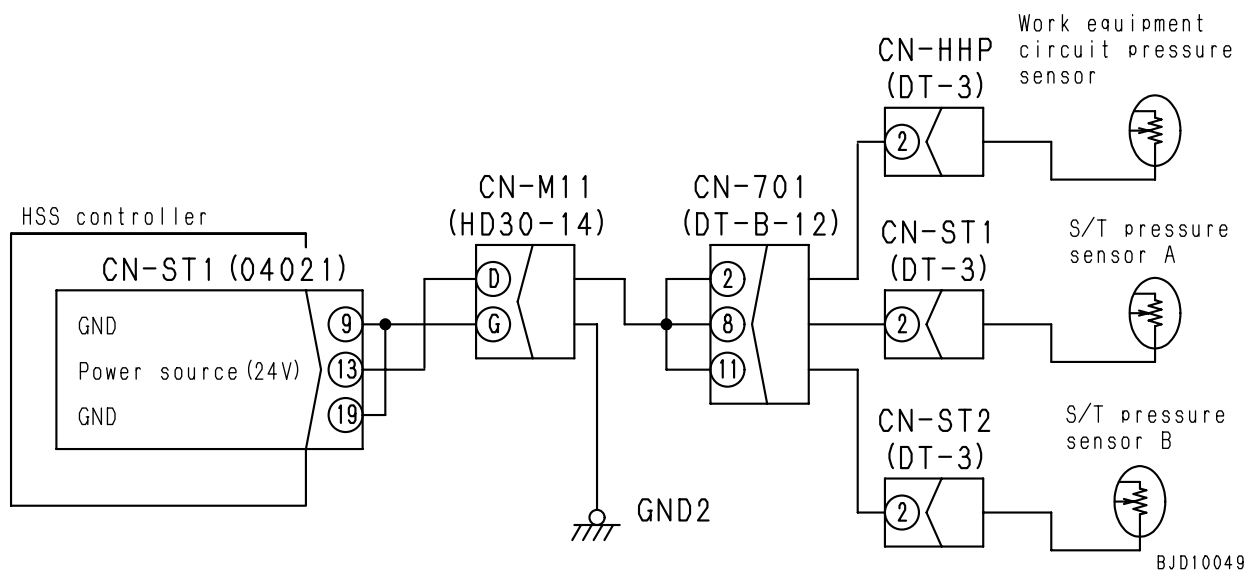 Work equipment
circuit pressure
sensor
CN-HHP
(DT-3)
2
CN-M11
(HD30-14)
CN-701
(DT-B-12)
HSS controller
CN-ST1 (04021)
D
G
2
8
11
CN-ST1
(DT-3)
2
S/T pressure
sensor A
GND
9
Power source(24V)
13
GND
19
CN-ST2
(DT-3)
2
S/T pressure
sensor B
GND2
BJD10049